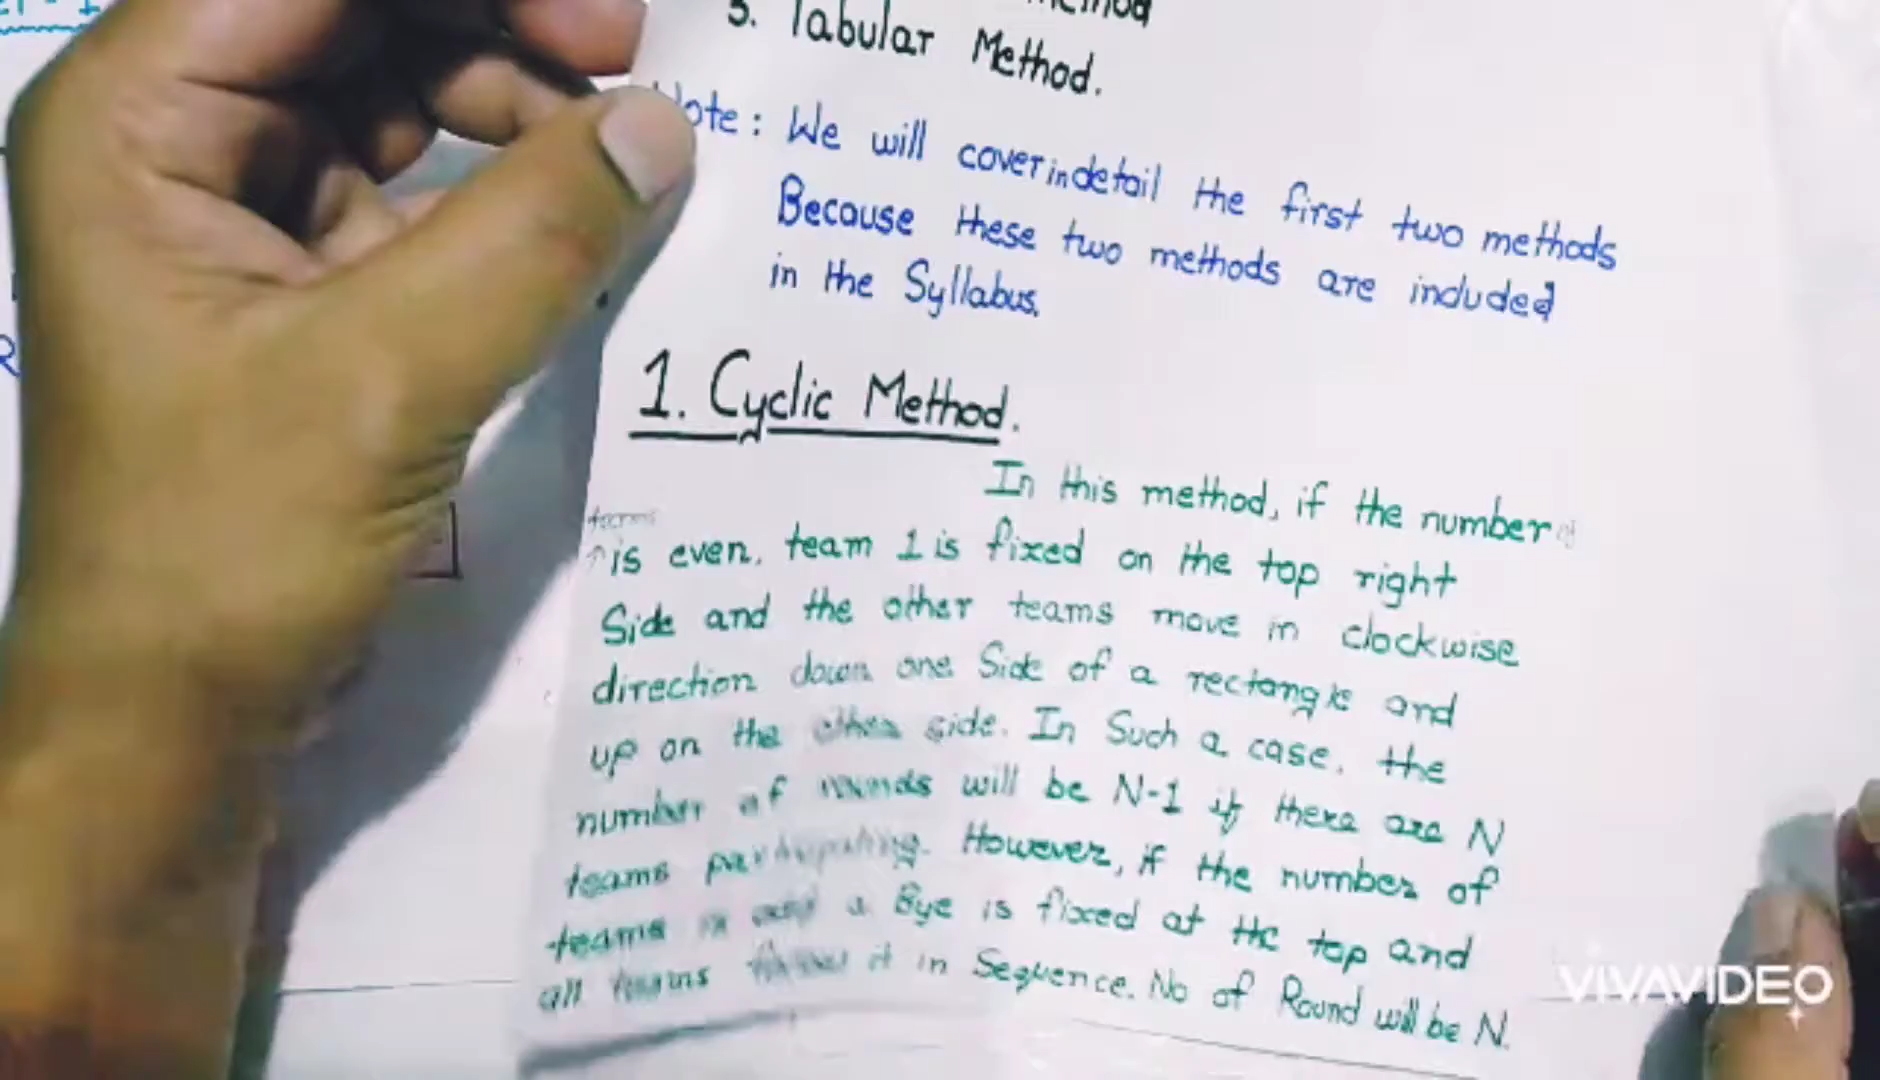 3. Tabular Method.
Note: We will cover in detail the first two methods
Because these two methods are included
in the Syllabus.
1. Cyclic Method.
In this method, if the number of
teams
is even, team 1 is fixed on the top right
Side and the other teams move in clockwise
direction down one Side of a rectangle and
up on the other side. In Such a case, the
number of rounds will be N-1 if there are N
teams participating. However, if the number of
teams is odd a Bye is fixed at the top and
all teams follow it in Sequence. No of Round will be N.
VIVAVIDEO